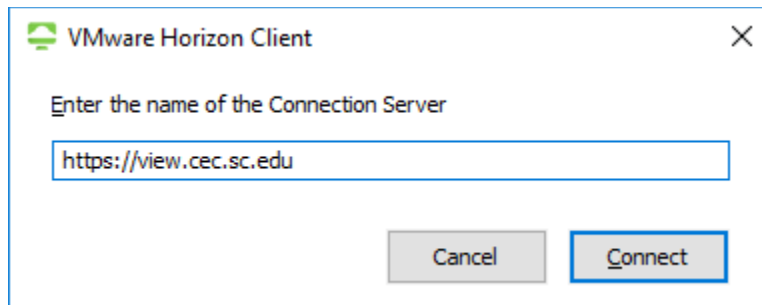 VMware Horizon Client
Enter the name of the Connection Server
https://view.cec.sc.edu
Cancel Connect